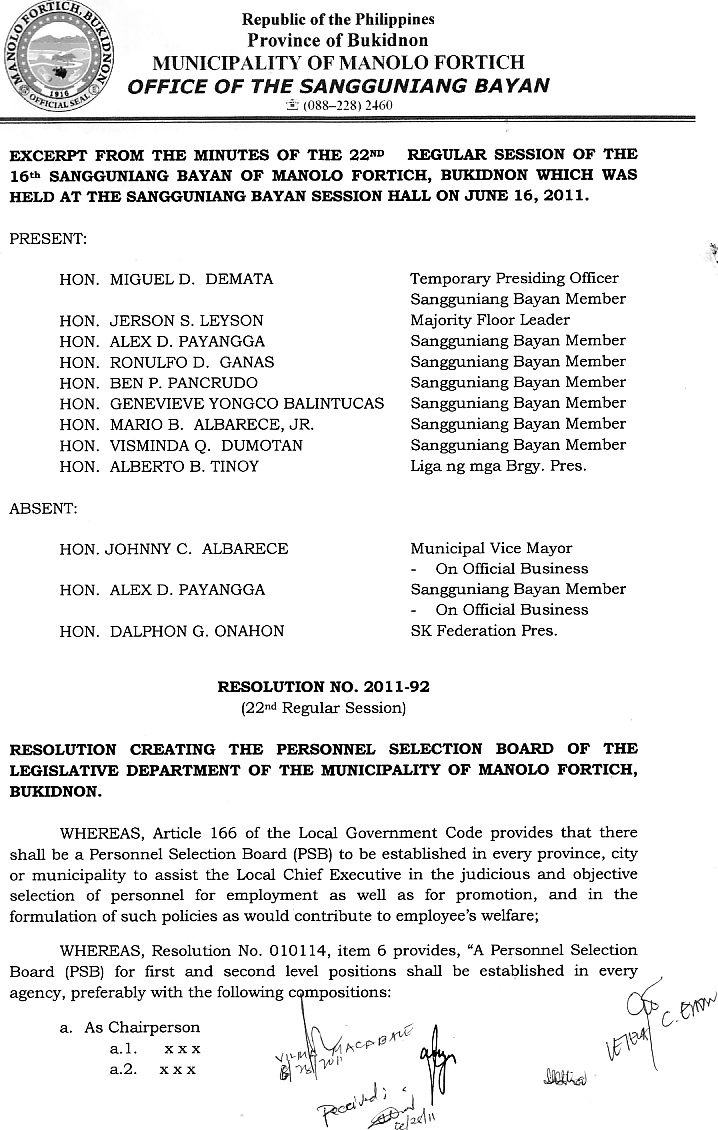 MANOLO FORTICH, BUKIDNON
1916
OFFICIAL SEAL
Republic of the Philippines
Province of Bukidnon
MUNICIPALITY OF MANOLO FORTICH
OFFICE OF THE SANGGUNIANG BAYAN
☏ (088–228) 2460
EXCERPT FROM THE MINUTES OF THE 22ND REGULAR SESSION OF THE
16th SANGGUNIANG BAYAN OF MANOLO FORTICH, BUKIDNON WHICH WAS
HELD AT THE SANGGUNIANG BAYAN SESSION HALL ON JUNE 16, 2011.
PRESENT:
HON. MIGUEL D. DEMATA Temporary Presiding Officer
Sangguniang Bayan Member
HON. JERSON S. LEYSON Majority Floor Leader
HON. ALEX D. PAYANGGA Sangguniang Bayan Member
HON. RONULFO D. GANAS Sangguniang Bayan Member
HON. BEN P. PANCRUDO Sangguniang Bayan Member
HON. GENEVIEVE YONGCO BALINTUCAS Sangguniang Bayan Member
HON. MARIO B. ALBARECE, JR. Sangguniang Bayan Member
HON. VISMINDA Q. DUMOTAN Sangguniang Bayan Member
HON. ALBERTO B. TINOY Liga ng mga Brgy. Pres.
ABSENT:
HON. JOHNNY C. ALBARECE Municipal Vice Mayor
- On Official Business
HON. ALEX D. PAYANGGA Sangguniang Bayan Member
- On Official Business
HON. DALPHON G. ONAHON SK Federation Pres.
RESOLUTION NO. 2011-92
(22nd Regular Session)
RESOLUTION CREATING THE PERSONNEL SELECTION BOARD OF THE
LEGISLATIVE DEPARTMENT OF THE MUNICIPALITY OF MANOLO FORTICH,
BUKIDNON.
WHEREAS, Article 166 of the Local Government Code provides that there
shall be a Personnel Selection Board (PSB) to be established in every province, city
or municipality to assist the Local Chief Executive in the judicious and objective
selection of personnel for employment as well as for promotion, and in the
formulation of such policies as would contribute to employee's welfare;
WHEREAS, Resolution No. 010114, item 6 provides, "A Personnel Selection
Board (PSB) for first and second level positions shall be established in every
agency, preferably with the following compositions:
a. As Chairperson
a.1. x x x
a.2. x x x
Received: